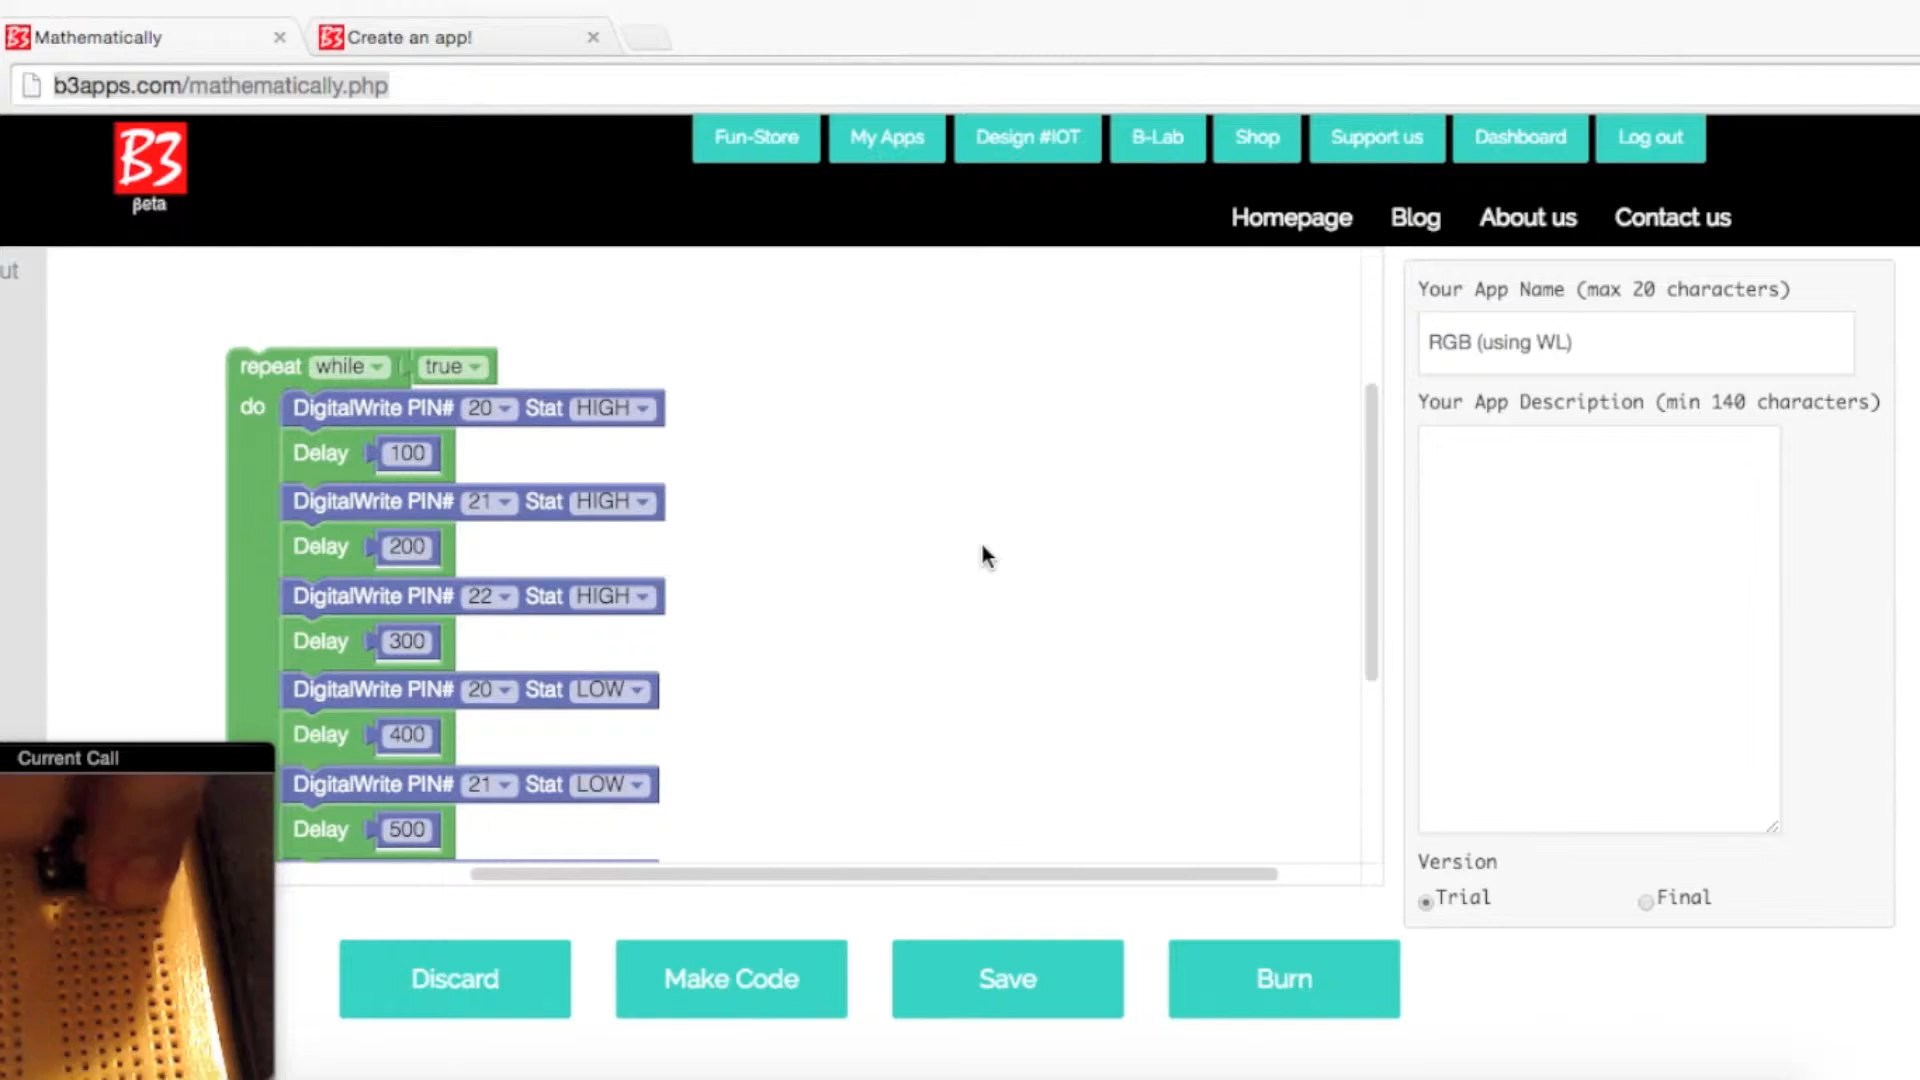 B3 Mathematically
B3 Create an app!
b3apps.com/mathematically.php
B3
βeta
Fun-Store
My Apps
Design #IOT
B-Lab
Shop
Support us
Dashboard
Log out
Homepage
Blog
About us
Contact us
ut
repeat while true
do
DigitalWrite PIN# 20 Stat HIGH
Delay 100
DigitalWrite PIN# 21 Stat HIGH
Delay 200
DigitalWrite PIN# 22 Stat HIGH
Delay 300
DigitalWrite PIN# 20 Stat LOW
Delay 400
DigitalWrite PIN# 21 Stat LOW
Delay 500
Current Call
Your App Name (max 20 characters)
RGB (using WL)
Your App Description (min 140 characters)
Version
Trial
Final
Discard
Make Code
Save
Burn